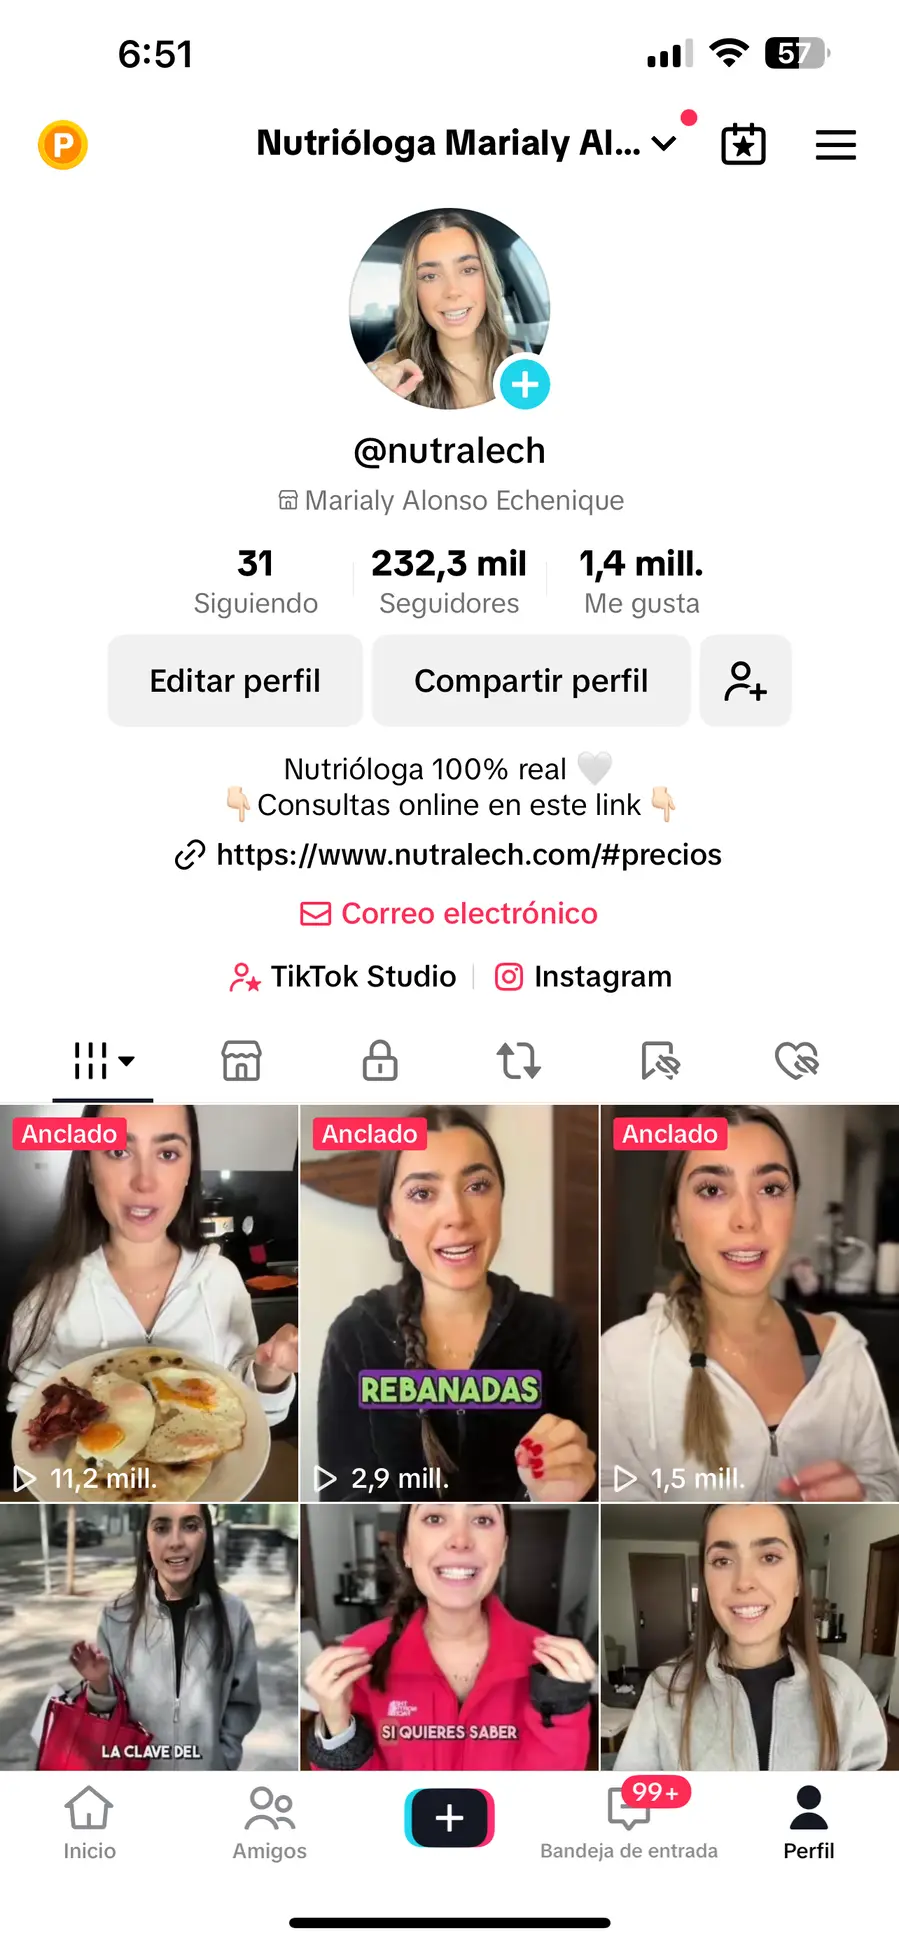 6:51
57
P
Nutrióloga Marialy Al...
@nutralech
Marialy Alonso Echenique
31
Siguiendo
232,3 mil
Seguidores
1,4 mill.
Me gusta
Editar perfil
Compartir perfil
Nutrióloga 100% real 🤍
👇🏻Consultas online en este link👇🏻
https://www.nutralech.com/#precios
Correo electrónico
TikTok Studio
Instagram
Anclado
Anclado
Anclado
REBANADAS
11,2 mill.
2,9 mill.
1,5 mill.
LA CLAVE DEL
SI QUIERES SABER
99+
Inicio
Amigos
Bandeja de entrada
Perfil